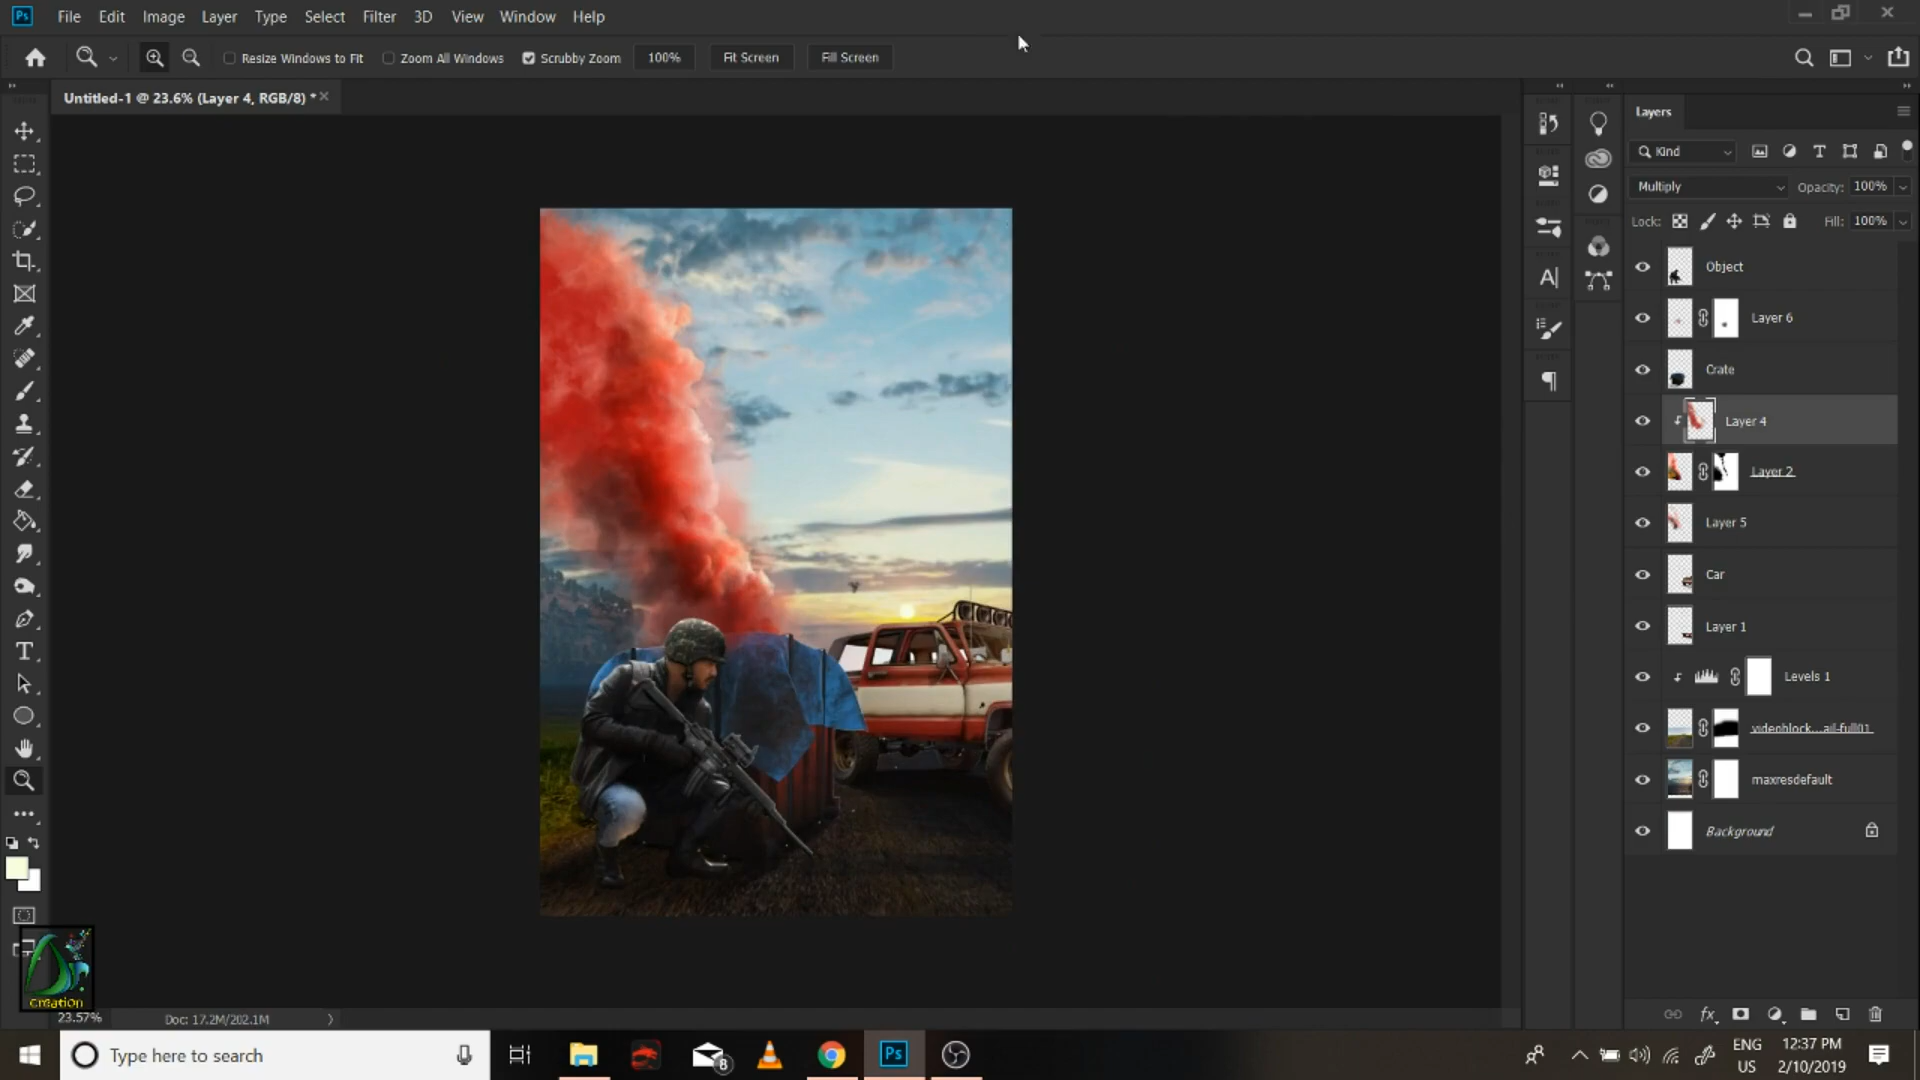 Ps File Edit Image Layer Type Select Filter 3D View Window Help
Resize Windows to Fit Zoom All Windows Scrubby Zoom 100% Fit Screen Fill Screen
Untitled-1 @ 23.6% (Layer 4, RGB/8) *
Layers
Kind
Multiply Opacity: 100%
Lock: Fill: 100%
Object
Layer 6
Crate
Layer 4
Layer 2
Layer 5
Car
Layer 1
Levels 1
videoblock...ail-full01
maxresdefault
Background
creation
23.57% Doc: 17.2M/202.1M
Type here to search
8
Ps
ENG
US
12:37 PM
2/10/2019